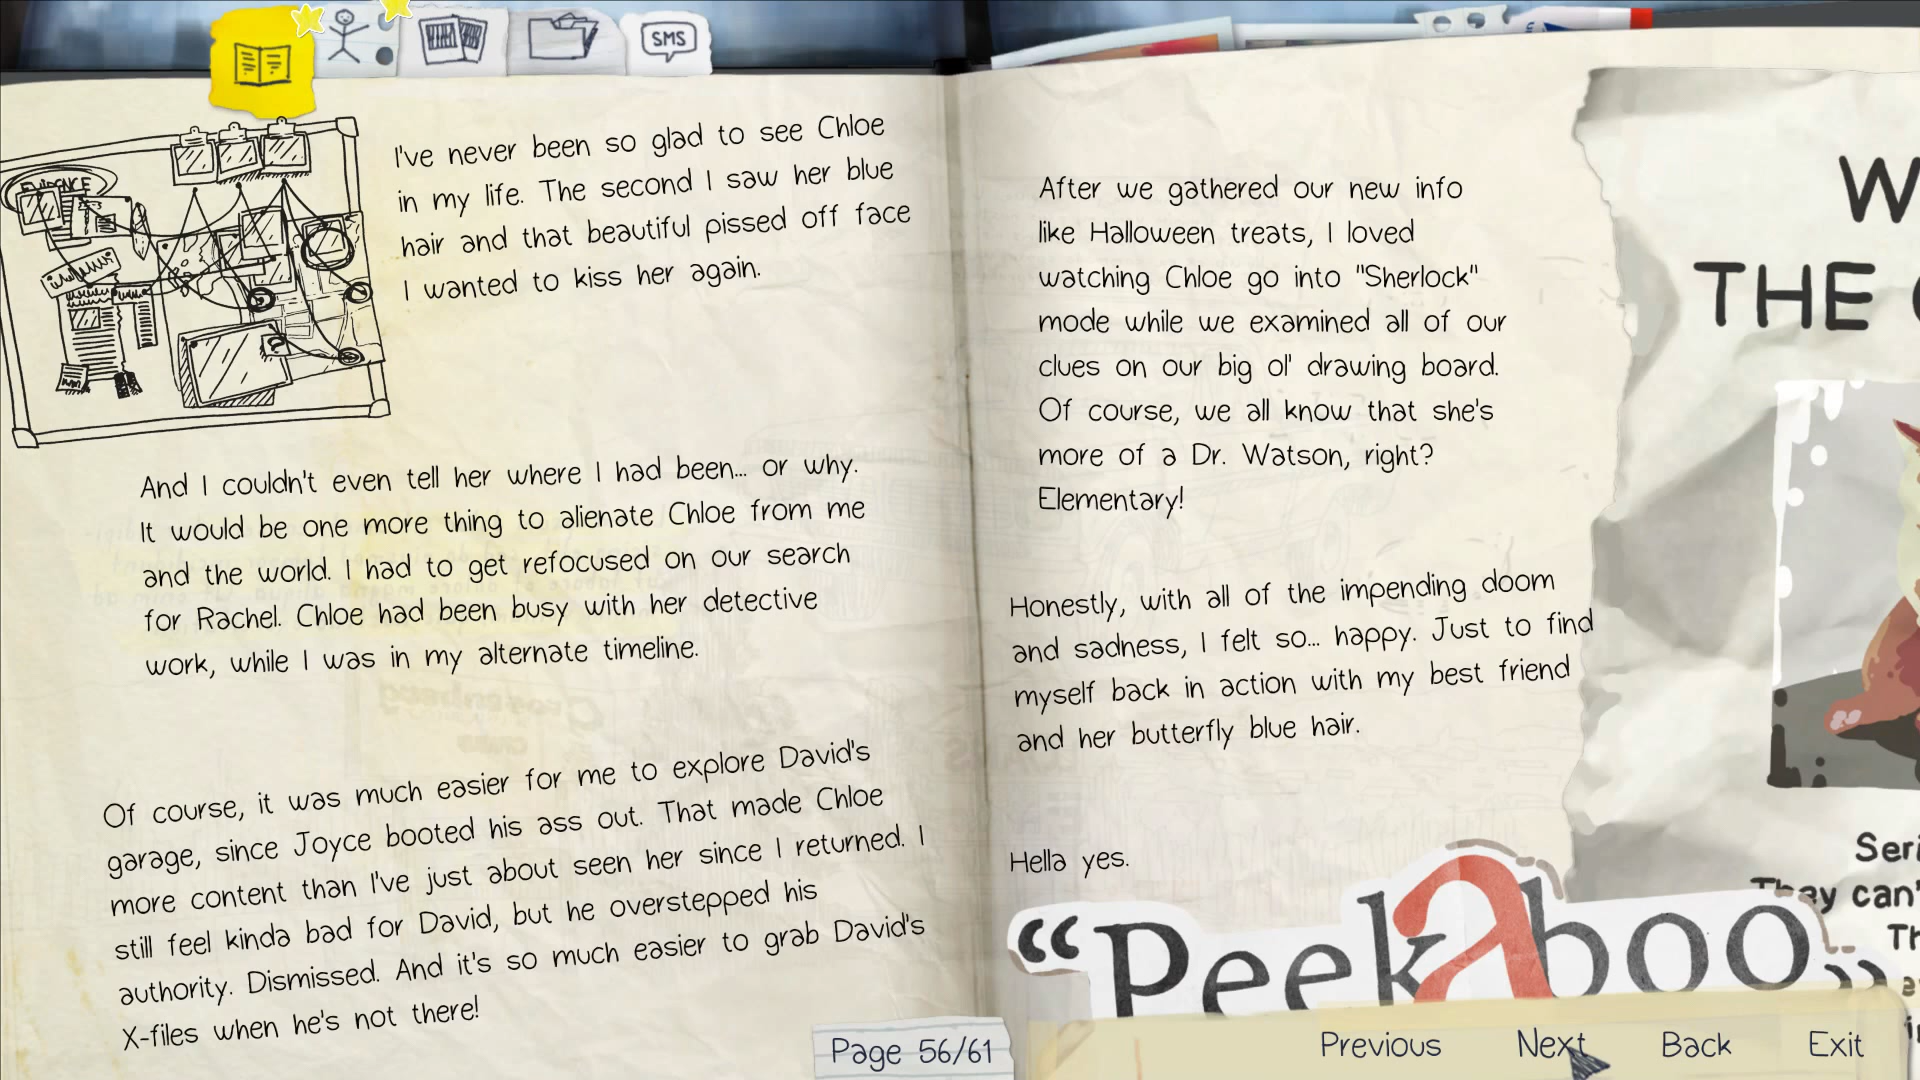 SMS
EVIDENCE
I've never been so glad to see Chloe
in my life. The second I saw her blue
hair and that beautiful pissed off face
I wanted to kiss her again.
And I couldn't even tell her where I had been... or why.
It would be one more thing to alienate Chloe from me
and the world. I had to get refocused on our search
for Rachel. Chloe had been busy with her detective
work, while I was in my alternate timeline.
Of course, it was much easier for me to explore David's
garage, since Joyce booted his ass out. That made Chloe
more content than I've just about seen her since I returned. I
still feel kinda bad for David, but he overstepped his
authority. Dismissed. And it's so much easier to grab David's
X-files when he's not there!
After we gathered our new info
like Halloween treats, I loved
watching Chloe go into "Sherlock"
mode while we examined all of our
clues on our big ol' drawing board.
Of course, we all know that she's
more of a Dr. Watson, right?
Elementary!
Honestly, with all of the impending doom
and sadness, I felt so... happy. Just to find
myself back in action with my best friend
and her butterfly blue hair.
Hella yes.
"Peekaboo"
W
THE
Seri
They can'
Th
Page 56/61
Previous Next Back Exit